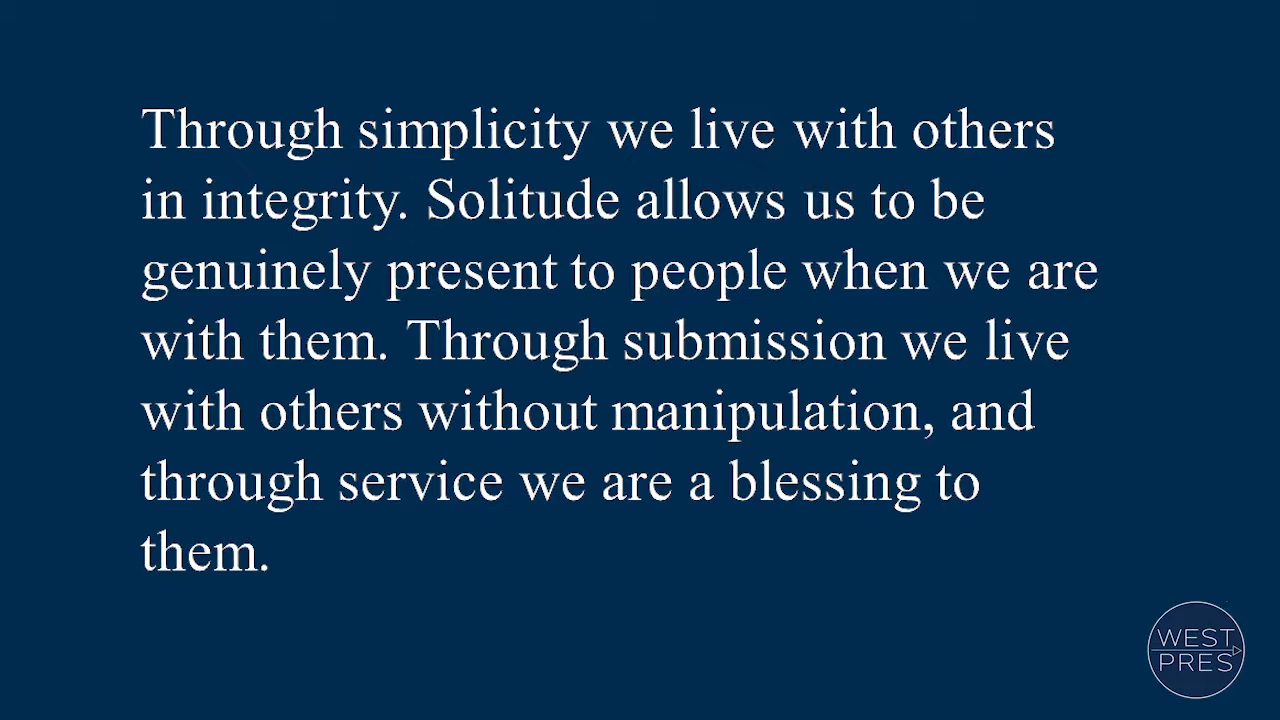 Through simplicity we live with others
in integrity. Solitude allows us to be
genuinely present to people when we are
with them. Through submission we live
with others without manipulation, and
through service we are a blessing to
them.
WEST
PRES